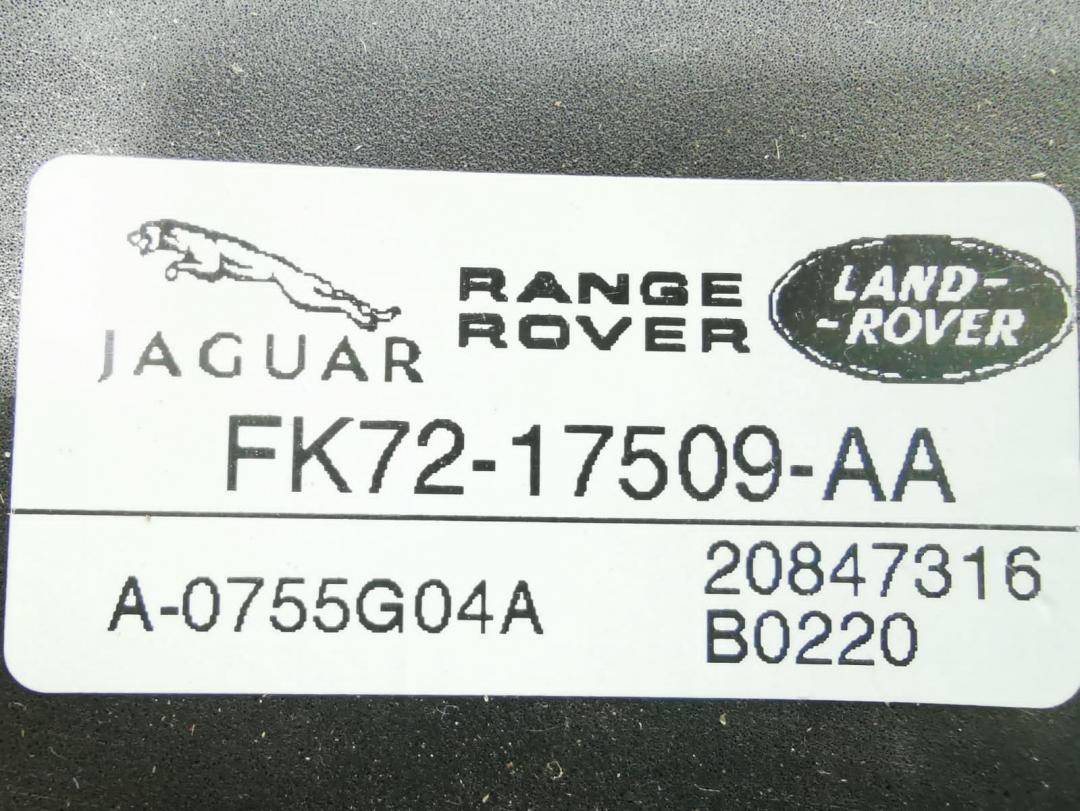 JAGUAR
RANGE
ROVER
LAND-
-ROVER
FK72-17509-AA
A-0755G04A
20847316
B0220